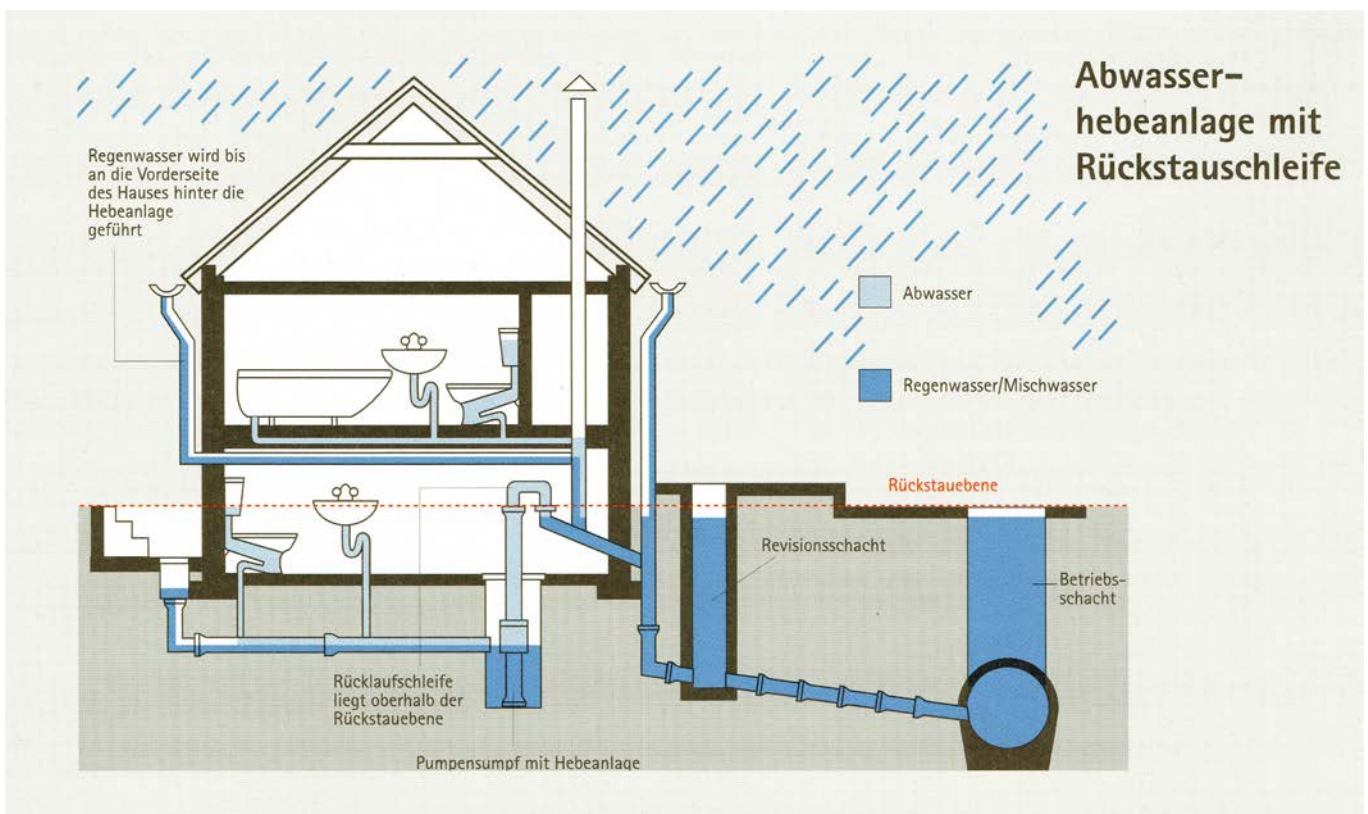 Abwasser-
hebeanlage mit
Rückstauschleife
Regenwasser wird bis
an die Vorderseite
des Hauses hinter die
Hebeanlage
geführt
Abwasser
Regenwasser/Mischwasser
Rückstauebene
Revisionsschacht
Betriebs-
schacht
Rücklaufschleife
liegt oberhalb der
Rückstauebene
Pumpensumpf mit Hebeanlage